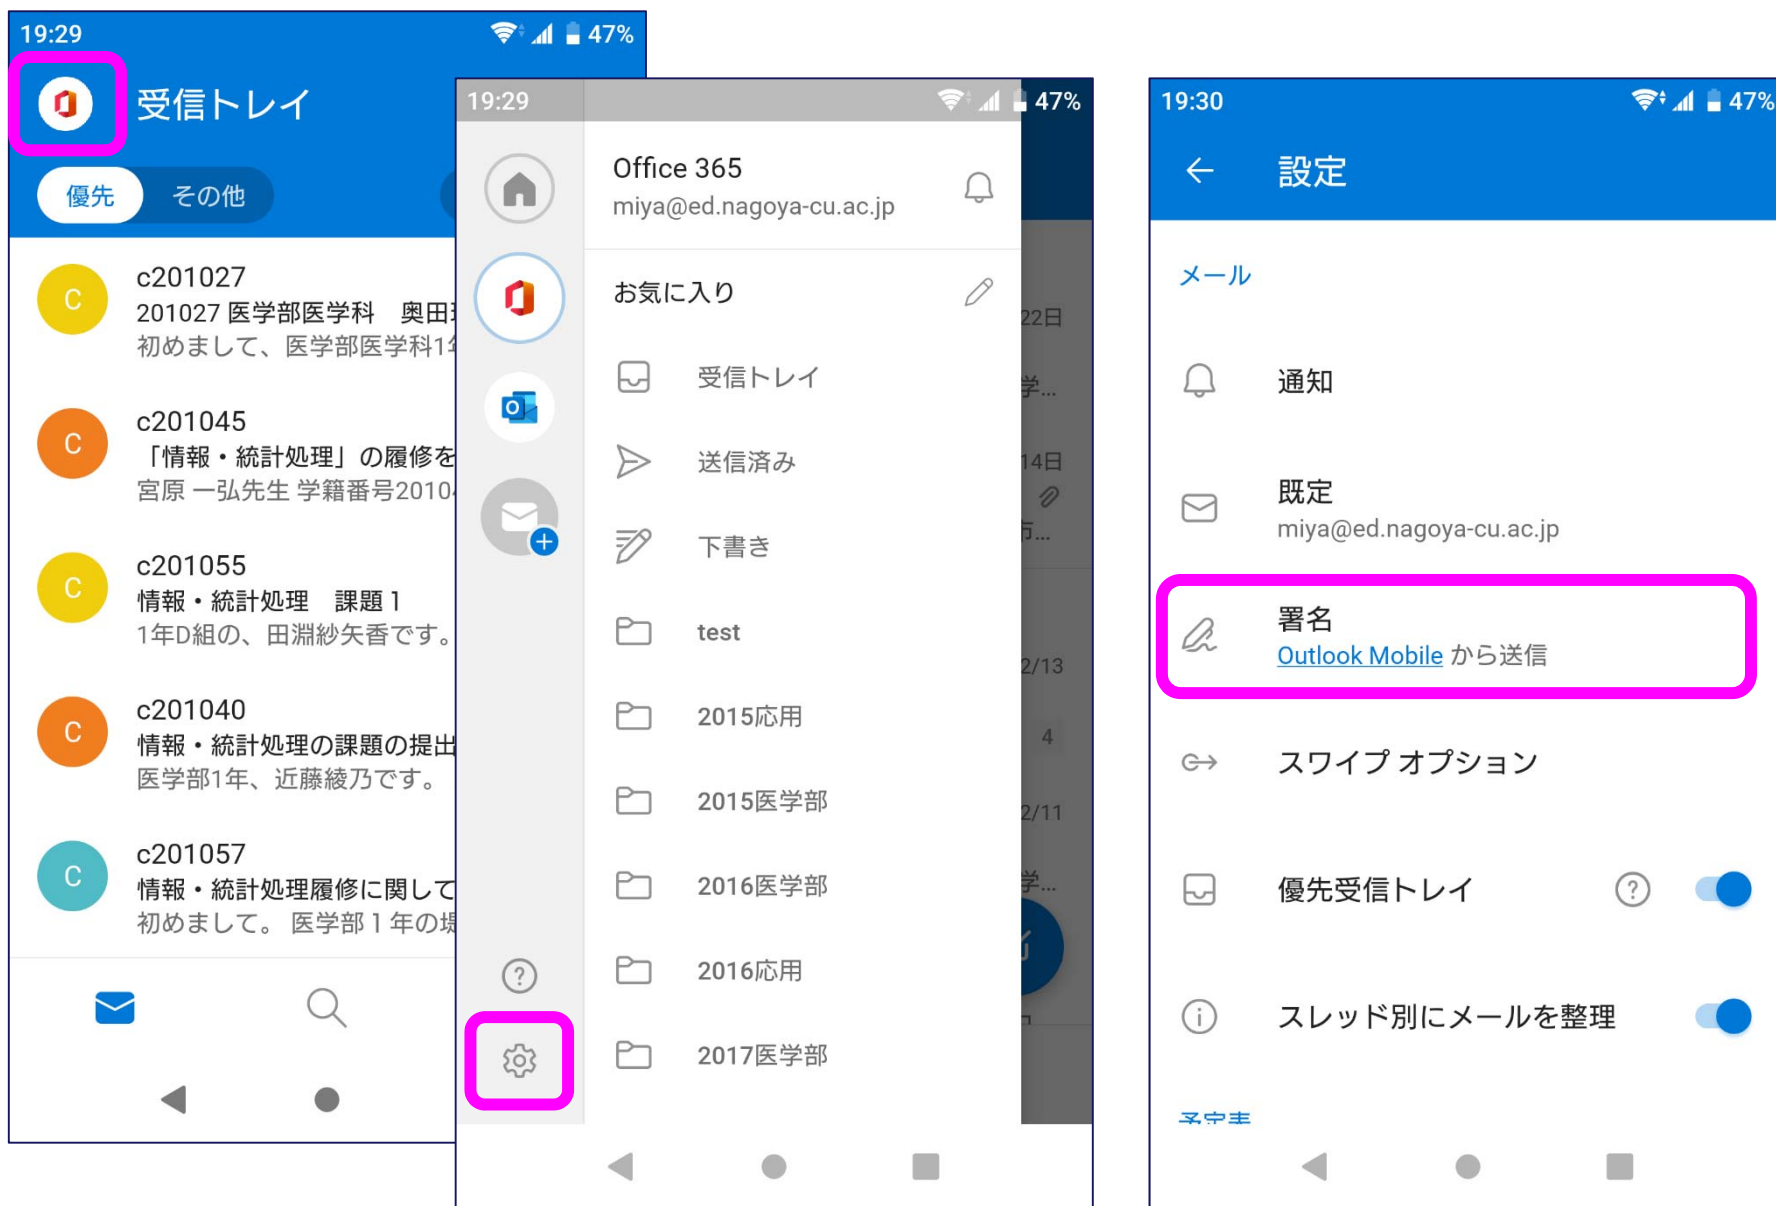 19:29
47%
受信トレイ
優先
その他
C
c201027
201027 医学部医学科　奥田
初めまして、医学部医学科1
C
c201045
「情報・統計処理」の履修を
宮原 一弘先生 学籍番号2010
C
c201055
情報・統計処理　課題１
1年D組の、田淵紗矢香です。
C
c201040
情報・統計処理の課題の提出
医学部1年、近藤綾乃です。
C
c201057
情報・統計処理履修に関して
初めまして。 医学部１年の
19:29
47%
Office 365
miya@ed.nagoya-cu.ac.jp
お気に入り
受信トレイ
送信済み
下書き
test
2015応用
2015医学部
2016医学部
2016応用
2017医学部
22日
学...
14日
市...
2/13
4
2/11
学...
19:30
47%
設定
メール
通知
既定
miya@ed.nagoya-cu.ac.jp
署名
Outlook Mobile から送信
スワイプ オプション
優先受信トレイ
スレッド別にメールを整理
予定表